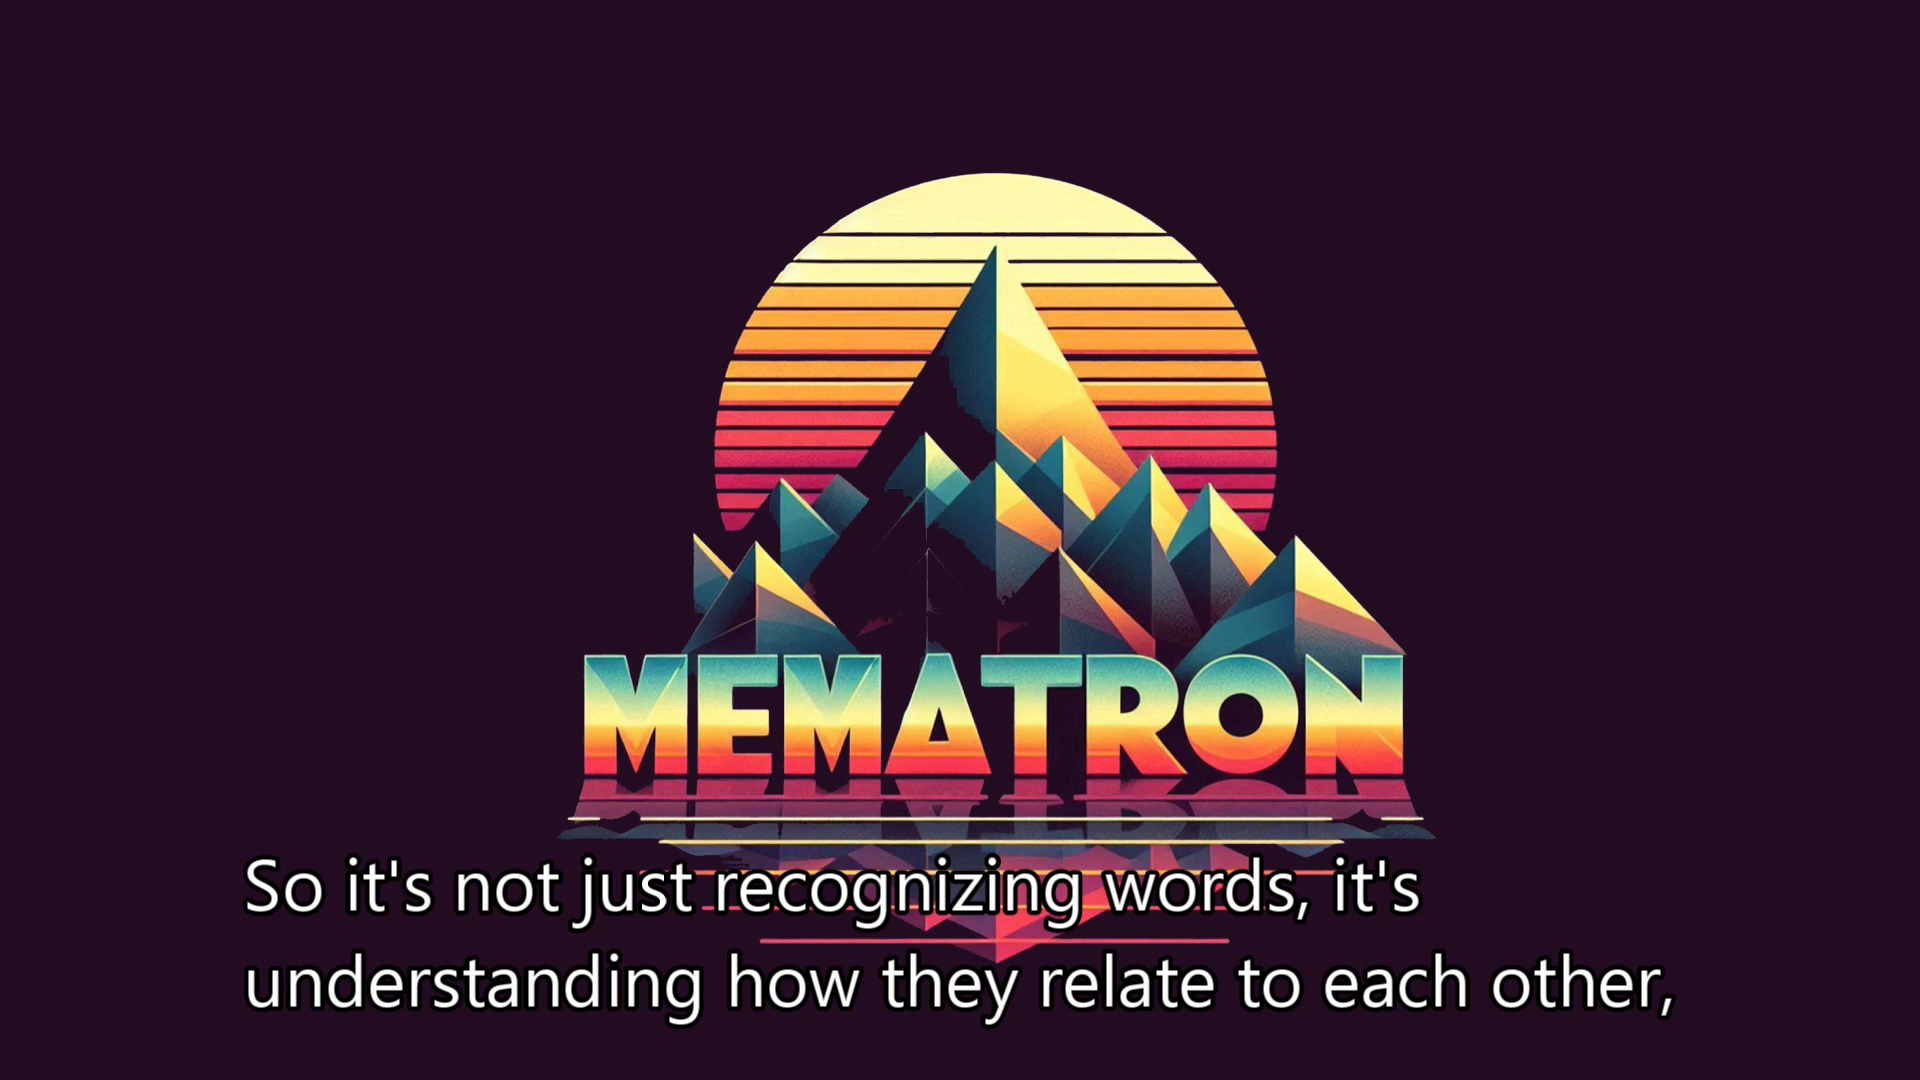 MEMATRON
So it's not just recognizing words, it's
understanding how they relate to each other,